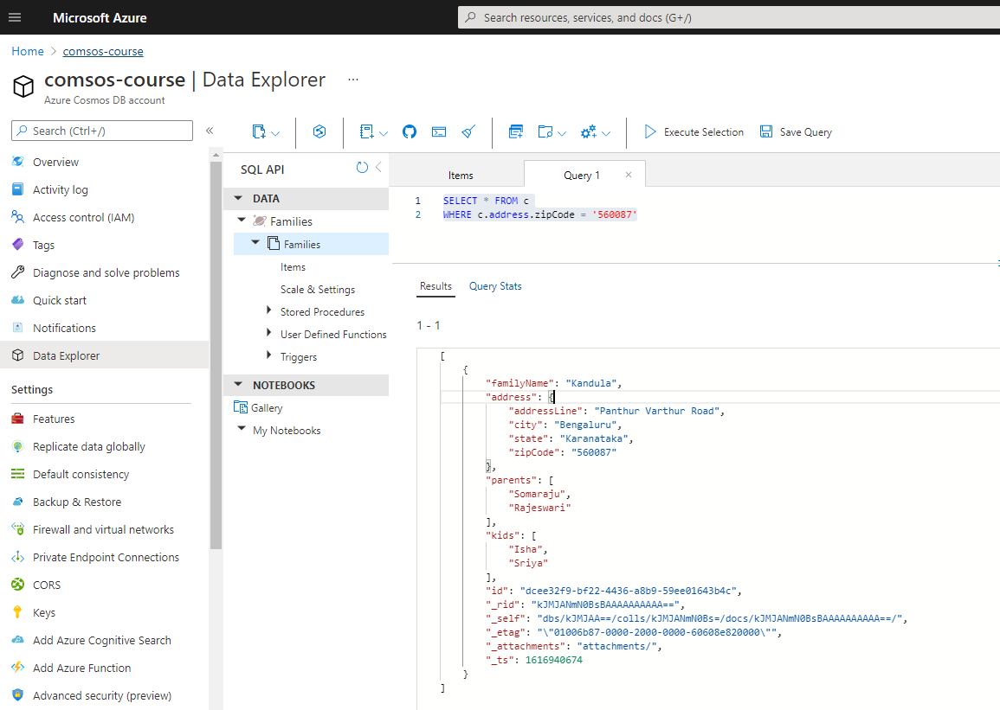 Microsoft Azure
Search resources, services, and docs (G+/)
Home > comsos-course
comsos-course | Data Explorer ...
Azure Cosmos DB account
Search (Ctrl+/)
«
Overview
Activity log
Access control (IAM)
Tags
Diagnose and solve problems
Quick start
Notifications
Data Explorer
Settings
Features
Replicate data globally
Default consistency
Backup & Restore
Firewall and virtual networks
Private Endpoint Connections
CORS
Keys
Add Azure Cognitive Search
Add Azure Function
Advanced security (preview)
Execute Selection
Save Query
SQL API
DATA
Families
Families
Items
Scale & Settings
Stored Procedures
User Defined Functions
Triggers
NOTEBOOKS
Gallery
My Notebooks
Items
Query 1 ×
1 SELECT * FROM c
2 WHERE c.address.zipCode = '560087'
Results Query Stats
1 - 1
[
{
"familyName": "Kandula",
"address": {
"addressLine": "Panthur Varthur Road",
"city": "Bengaluru",
"state": "Karanataka",
"zipCode": "560087"
},
"parents": [
"Somaraju",
"Rajeswari"
],
"kids": [
"Isha",
"Sriya"
],
"id": "dcee32f9-bf22-4436-a8b9-59ee01643b4c",
"_rid": "kJMJANmN0BsBAAAAAAAAAA==",
"_self": "dbs/kJMJAA==/colls/kJMJANmN0Bs=/docs/kJMJANmN0BsBAAAAAAAAAA==/",
"_etag": "\"01006b87-0000-2000-0000-60608e820000\"",
"_attachments": "attachments/",
"_ts": 1616940674
}
]